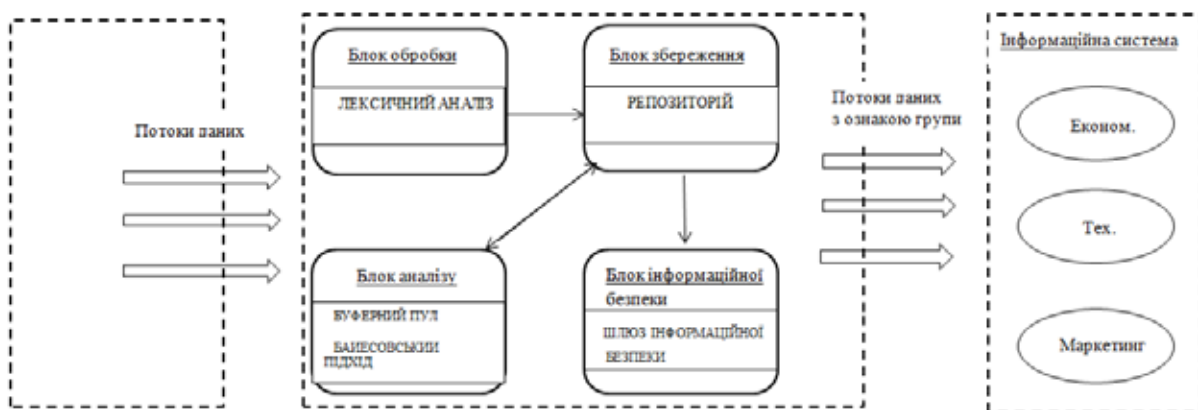 Потоки даних
Блок обробки
ЛЕКСИЧНИЙ АНАЛІЗ
Блок збереження
РЕПОЗИТОРІЙ
Блок аналізу
БУФЕРНИЙ ПУЛ
БАИЕСОВСЬКИИ
ПІДХІД
Блок інформаційної
безпеки
ШЛЮЗ ІНФОРМАЦІЙНОЇ
БЕЗПЕКИ
Потоки даних
з ознакою групи
Інформаційна система
Економ.
Тех.
Маркетинг